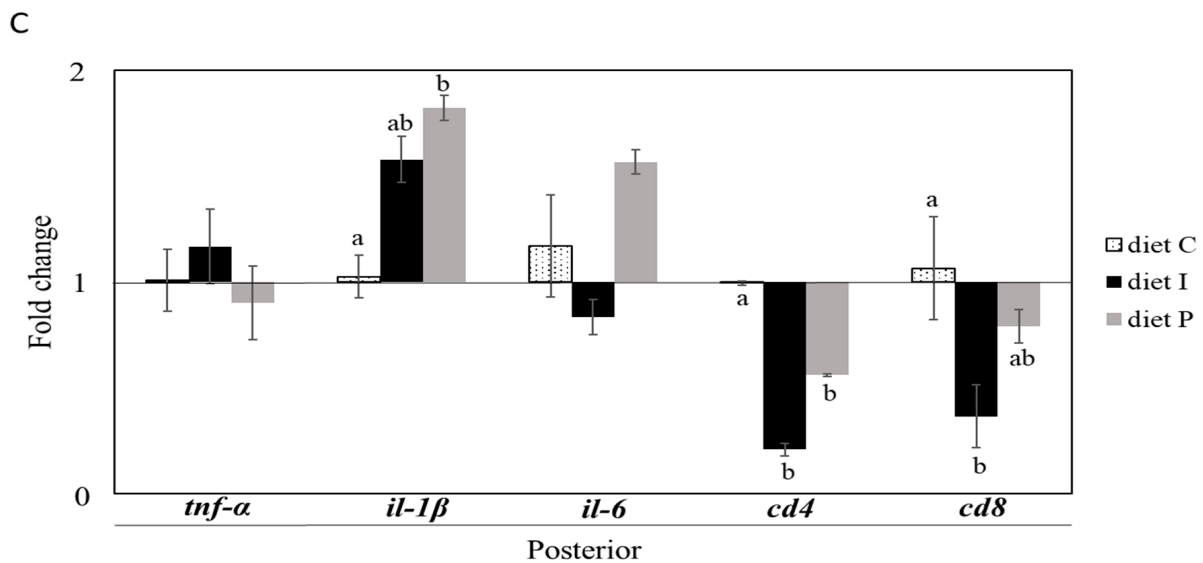 C
2
b
ab
a
a
diet C
1
a
diet I
Fold change
diet P
ab
b
b
b
0
tnf-α il-1β il-6 cd4 cd8
Posterior